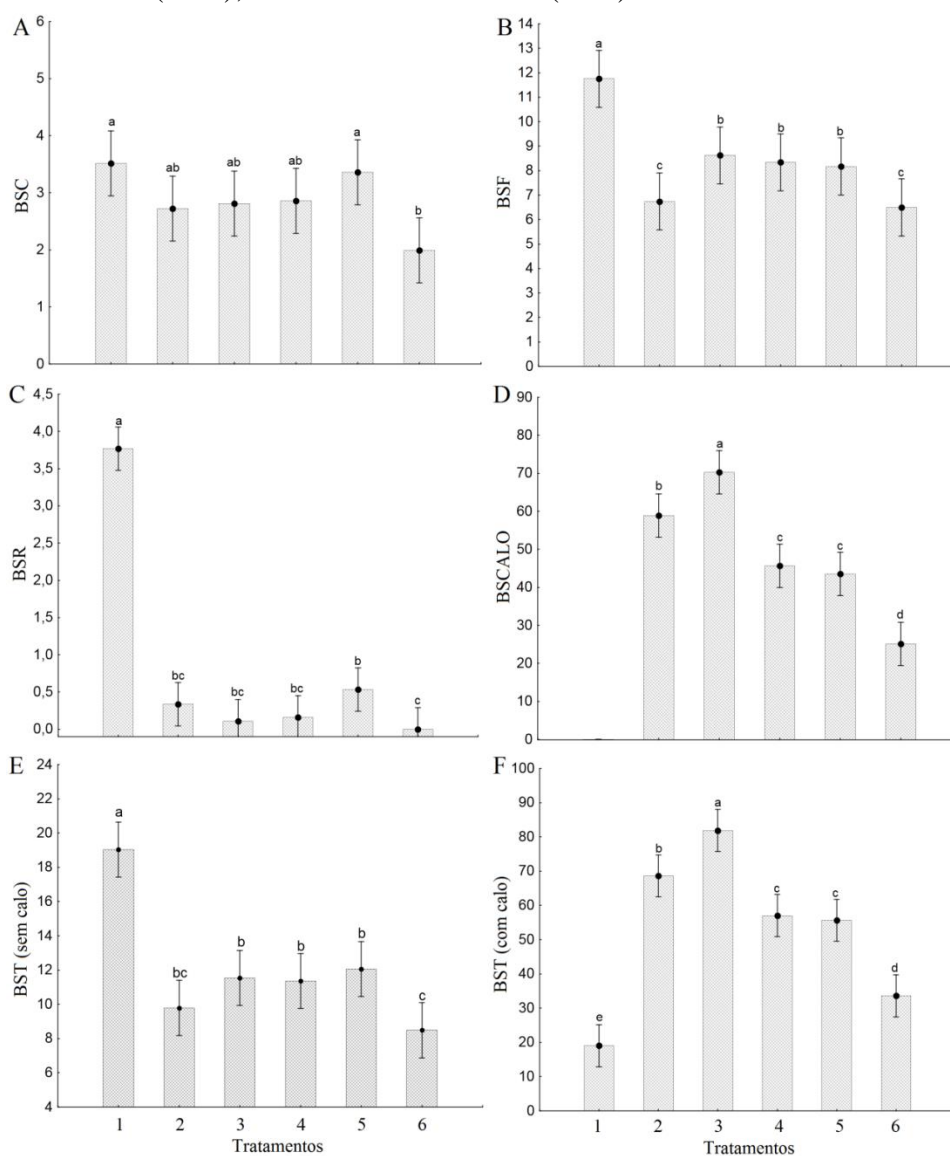 A
BSC
6
5
4
3
2
1
0
a
ab
ab
ab
a
b
B
BSF
14
13
12
11
10
9
8
7
6
5
4
3
2
1
0
a
c
b
b
b
c
C
BSR
4,5
4,0
3,5
3,0
2,5
2,0
1,5
1,0
0,5
0,0
a
bc
bc
bc
b
c
D
BSCALO
90
80
70
60
50
40
30
20
10
0
b
a
c
c
d
E
BST (sem calo)
24
22
20
18
16
14
12
10
8
6
4
a
bc
b
b
b
c
1 2 3 4 5 6
Tratamentos
F
BST (com calo)
100
90
80
70
60
50
40
30
20
10
0
e
b
a
c
c
d
1 2 3 4 5 6
Tratamentos